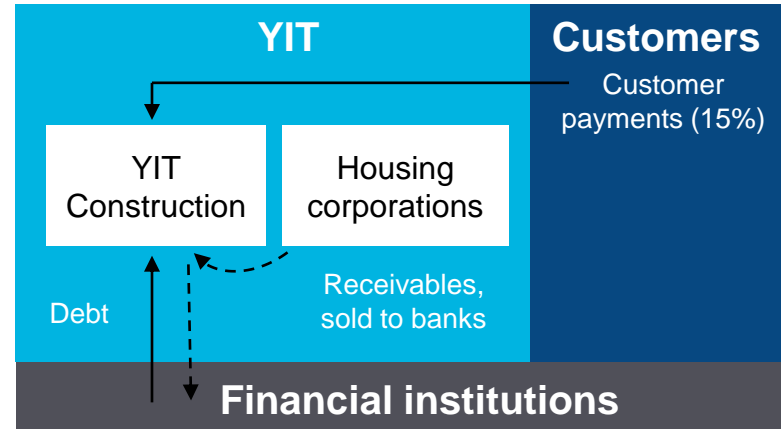 YIT
Customers
Customer
payments (15%)
YIT
Construction
Housing
corporations
Debt
Receivables,
sold to banks
Financial institutions